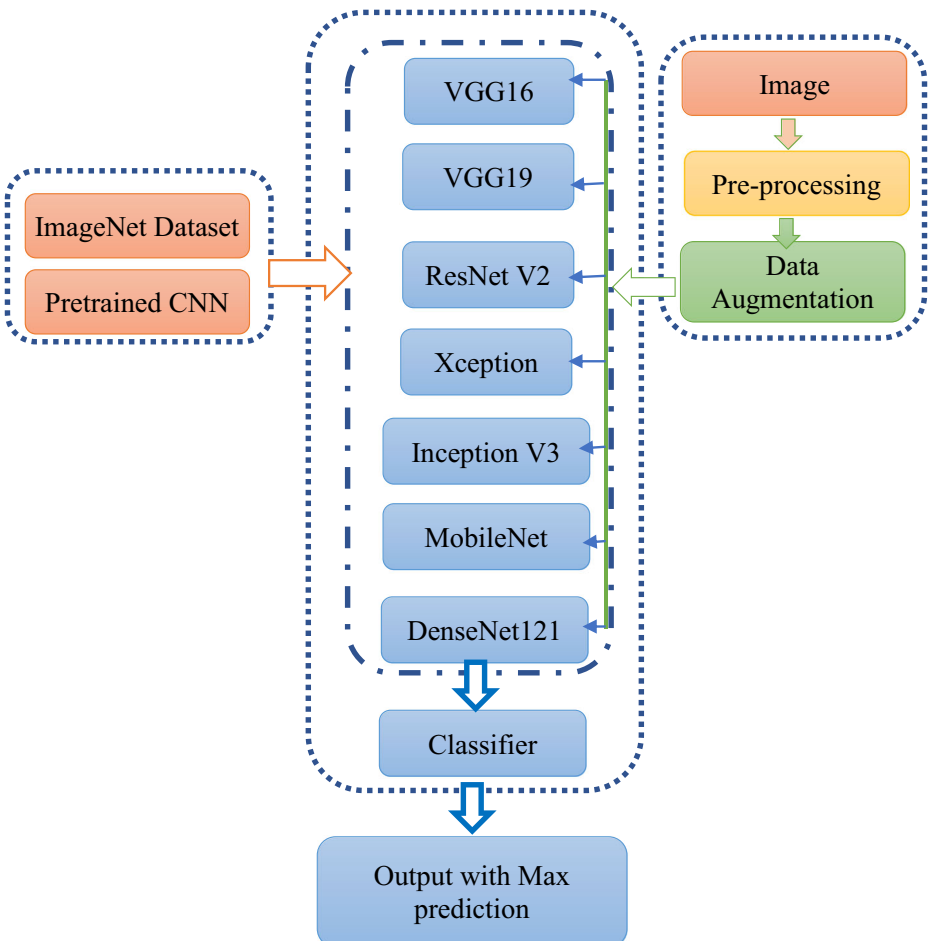 ImageNet Dataset
Pretrained CNN
VGG16
VGG19
ResNet V2
Xception
Inception V3
MobileNet
DenseNet121
Classifier
Output with Max
prediction
Image
Pre-processing
Data
Augmentation